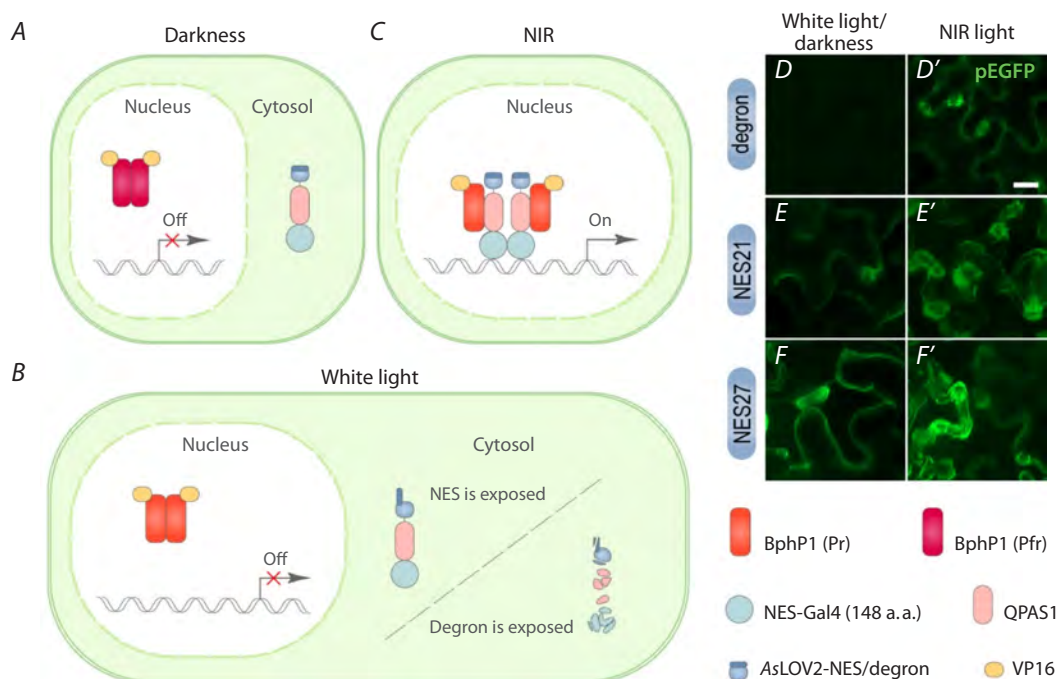 A
Darkness
Nucleus
Cytosol
Off
C
NIR
Nucleus
On
B
White light
Nucleus
Cytosol
NES is exposed
Off
Degron is exposed
White light/
darkness
NIR light
degron
D
D′
pEGFP
NES21
E
E′
NES27
F
F′
BphP1 (Pr)
BphP1 (Pfr)
NES-Gal4 (148 a. a.)
QPAS1
AsLOV2-NES/degron
VP16